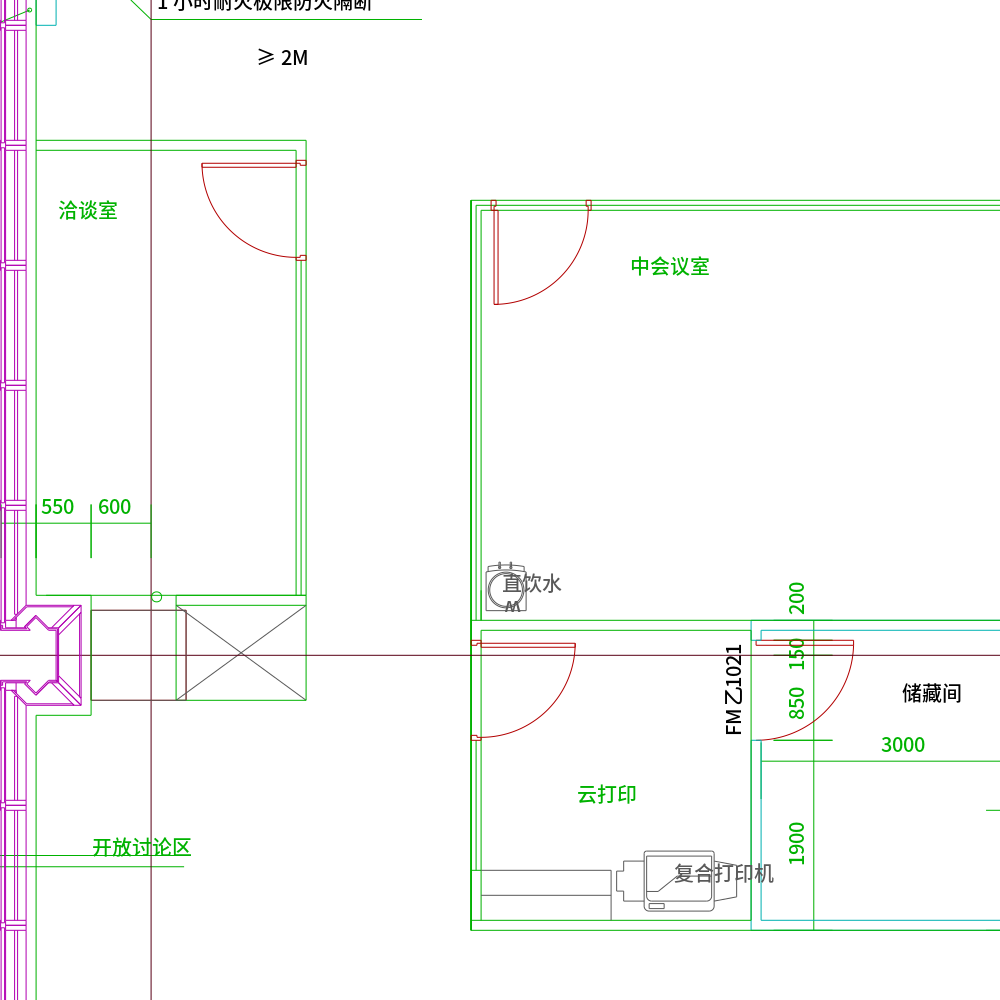 1 小时耐火极限防火隔断
≥ 2M
洽谈室
中会议室
550
600
直饮水
200
150
FM 乙1021
850
储藏间
3000
云打印
开放讨论区
1900
复合打印机